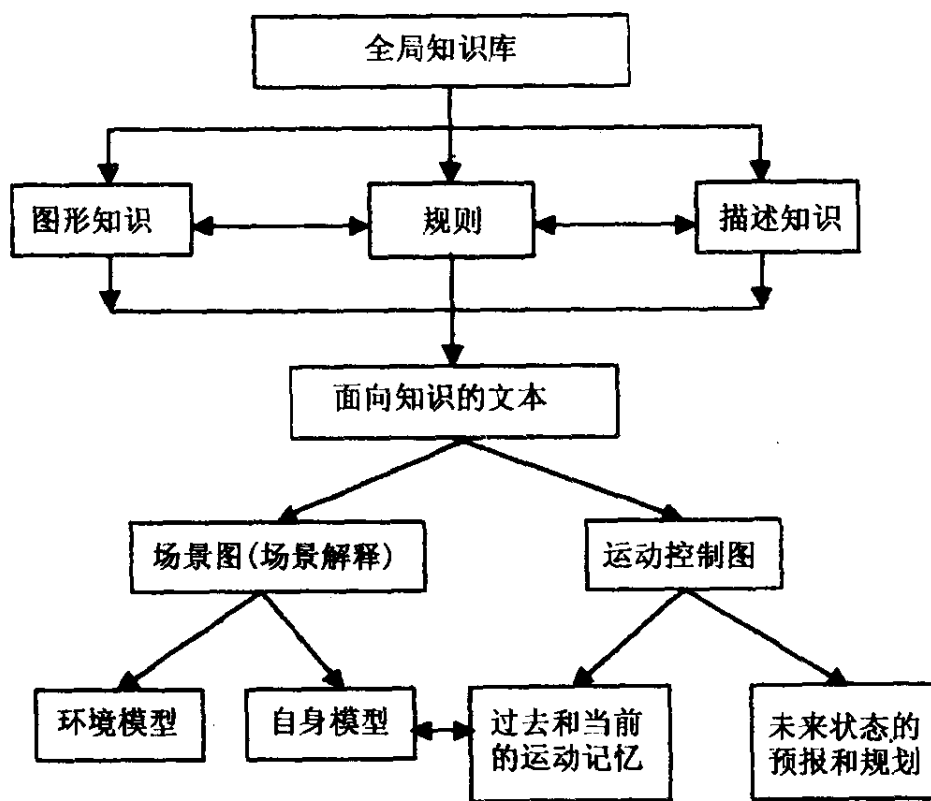 全局知识库
图形知识
规则
描述知识
面向知识的文本
场景图(场景解释)
运动控制图
环境模型
自身模型
过去和当前
的运动记忆
未来状态的
预报和规划